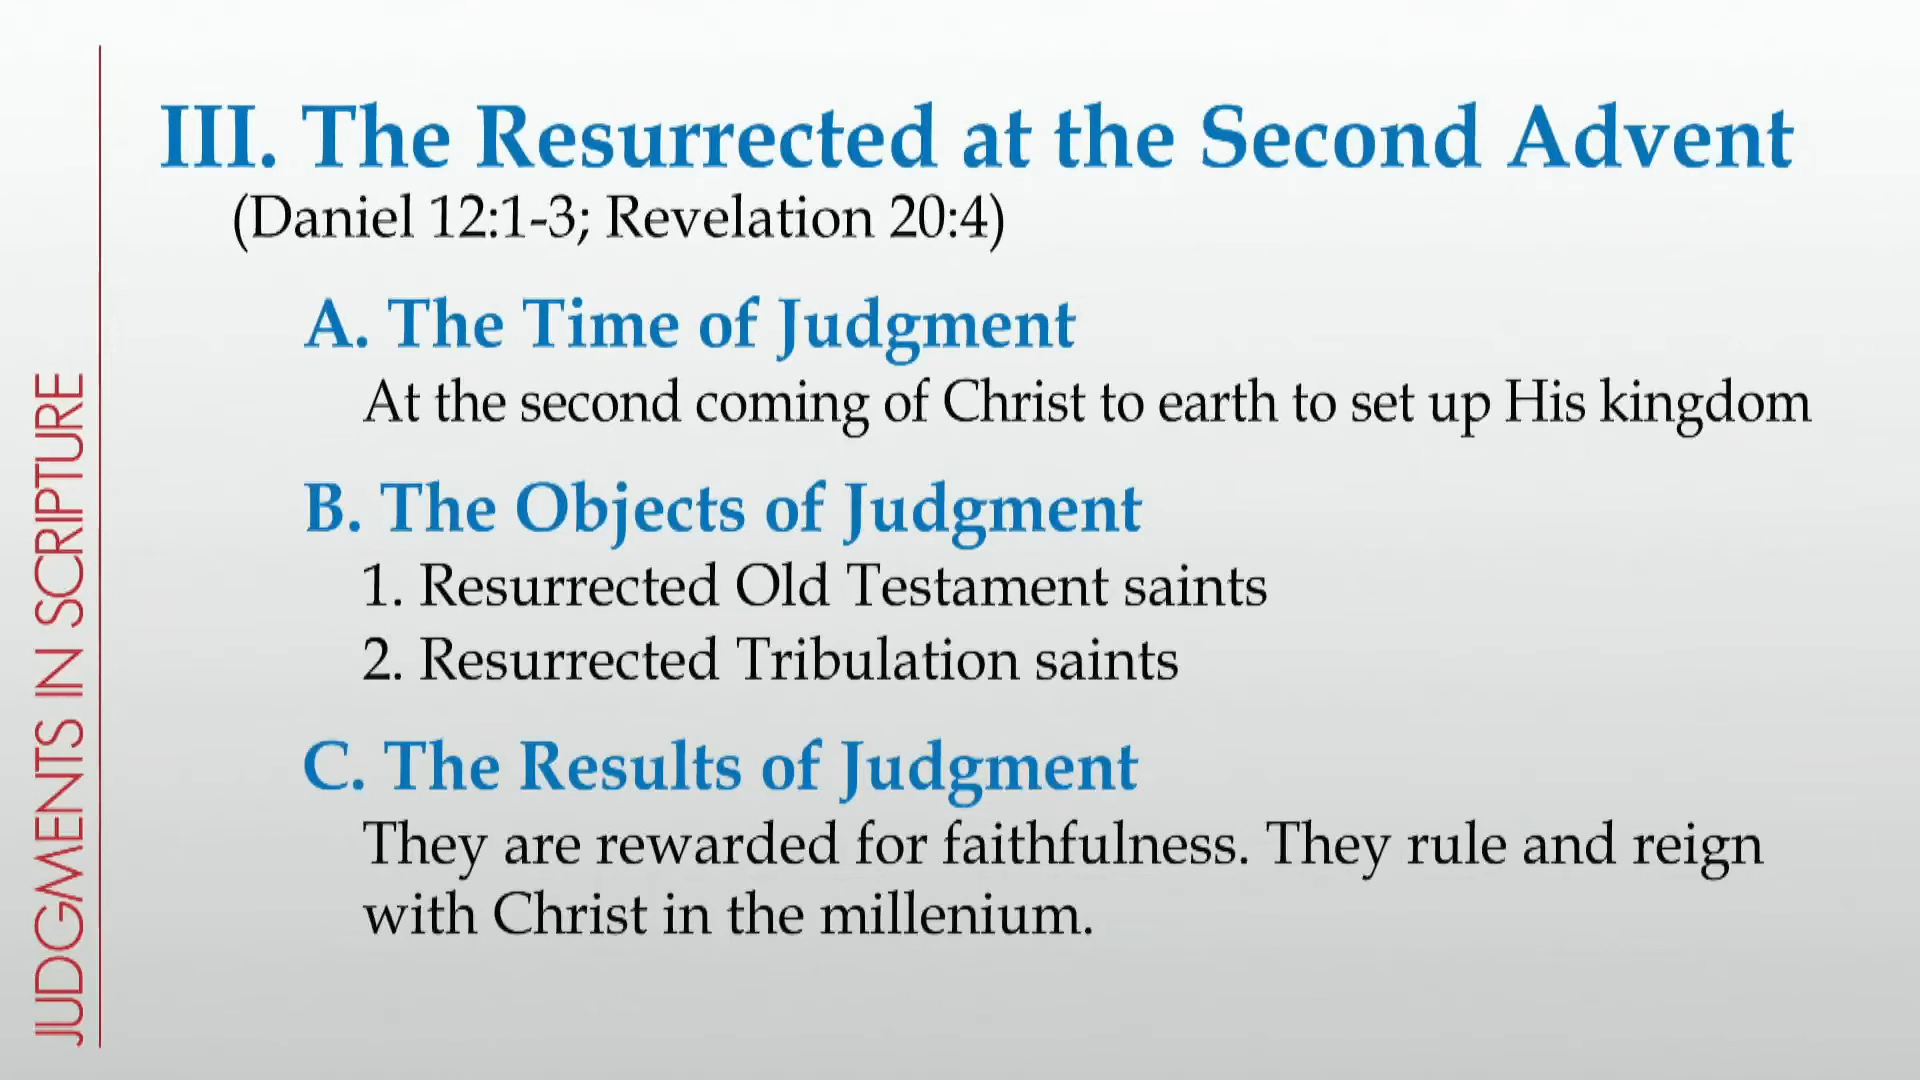 JUDGMENTS IN SCRIPTURE
III. The Resurrected at the Second Advent
(Daniel 12:1-3; Revelation 20:4)
A. The Time of Judgment
At the second coming of Christ to earth to set up His kingdom
B. The Objects of Judgment
1. Resurrected Old Testament saints
2. Resurrected Tribulation saints
C. The Results of Judgment
They are rewarded for faithfulness. They rule and reign
with Christ in the millenium.